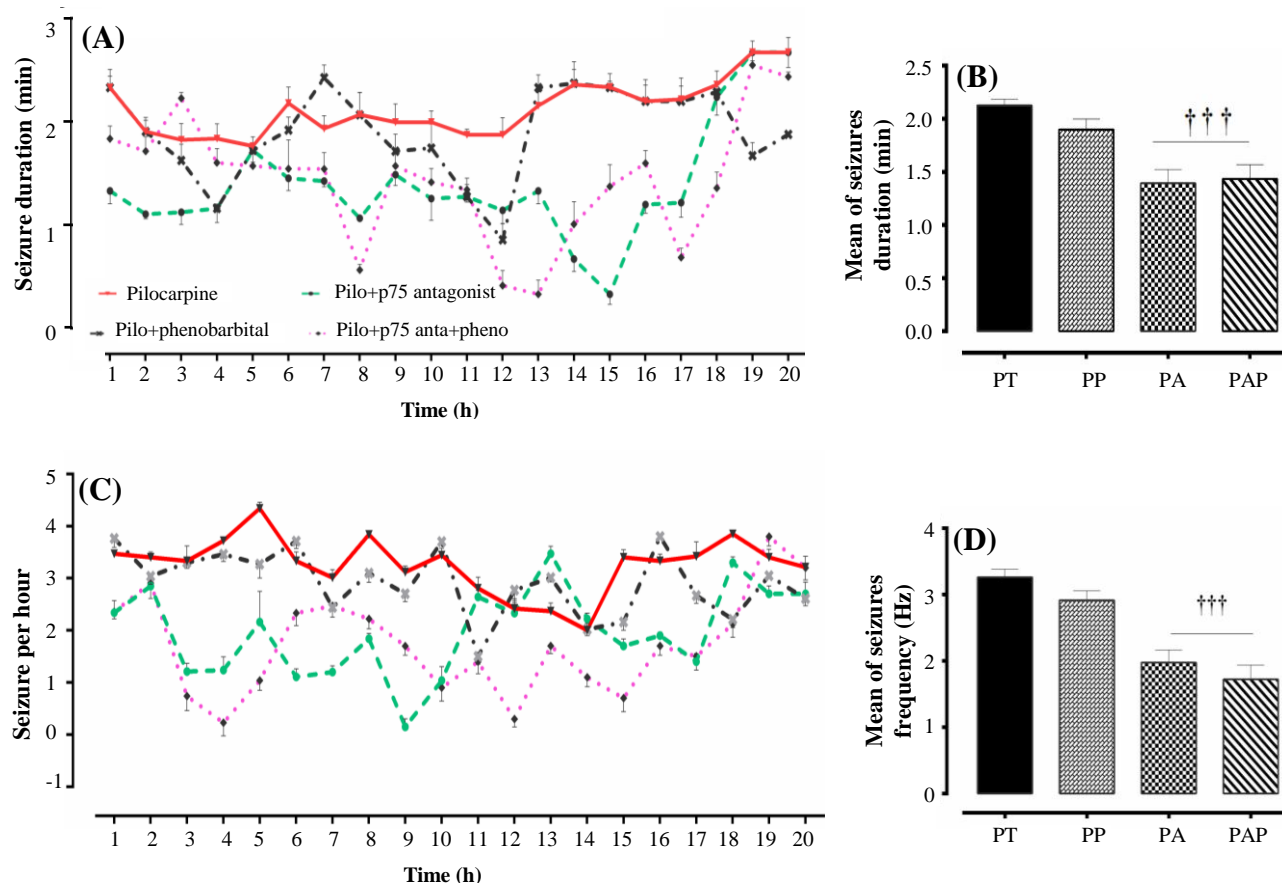 (A)
Seizure duration (min)
3
2
1
0
Pilocarpine
Pilo+p75 antagonist
Pilo+phenobarbital
Pilo+p75 anta+pheno
1 2 3 4 5 6 7 8 9 10 11 12 13 14 15 16 17 18 19 20
Time (h)
(B)
Mean of seizures
duration (min)
2.5
2.0
1.5
1.0
0.5
0.0
†††
PT PP PA PAP
(C)
Seizure per hour
5
4
3
2
1
0
-1
1 2 3 4 5 6 7 8 9 10 11 12 13 14 15 16 17 18 19 20
Time (h)
(D)
Mean of seizures
frequency (Hz)
4
3
2
1
0
†††
PT PP PA PAP